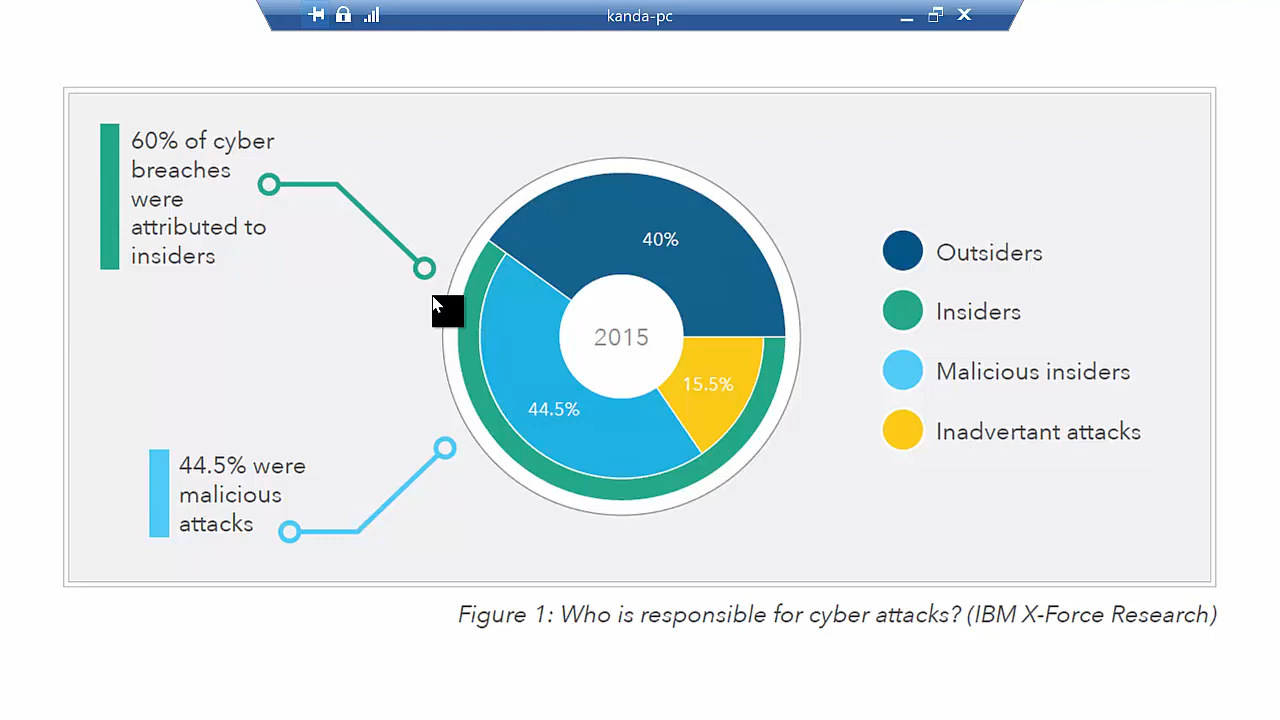 kanda-pc
60% of cyber
breaches
were
attributed to
insiders
40%
2015
15.5%
44.5%
Outsiders
Insiders
Malicious insiders
Inadvertant attacks
44.5% were
malicious
attacks
Figure 1: Who is responsible for cyber attacks? (IBM X-Force Research)